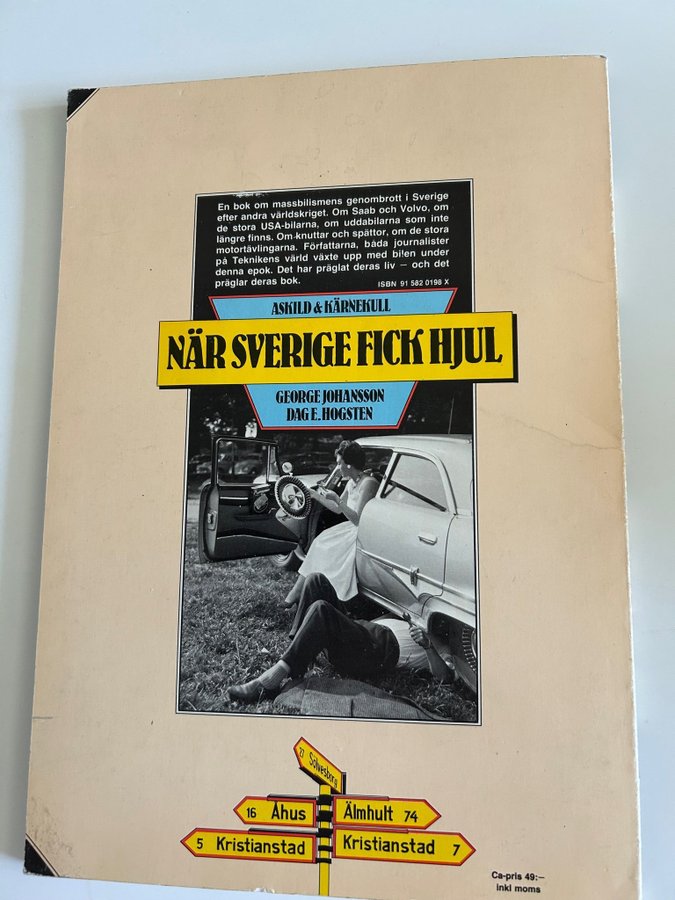 En bok om massbilismens genombrott i Sverige
efter andra världskriget. Om Saab och Volvo, om
de stora USA-bilarna, om uddabilarna som inte
längre finns. Om knuttar och spättor, om de stora
motortävlingarna. Författarna, båda journalister
på Teknikens värld växte upp med bilen under
denna epok. Det har präglat deras liv – och det
präglar deras bok.
ISBN 91 582 0198 X
ASKILD & KÄRNEKULL
NÄR SVERIGE FICK HJUL
GEORGE JOHANSSON
DAG E. HOGSTEN
27 Sölvesborg
16 Åhus
Älmhult 74
5 Kristianstad
Kristianstad 7
Ca-pris 49:–
inkl moms